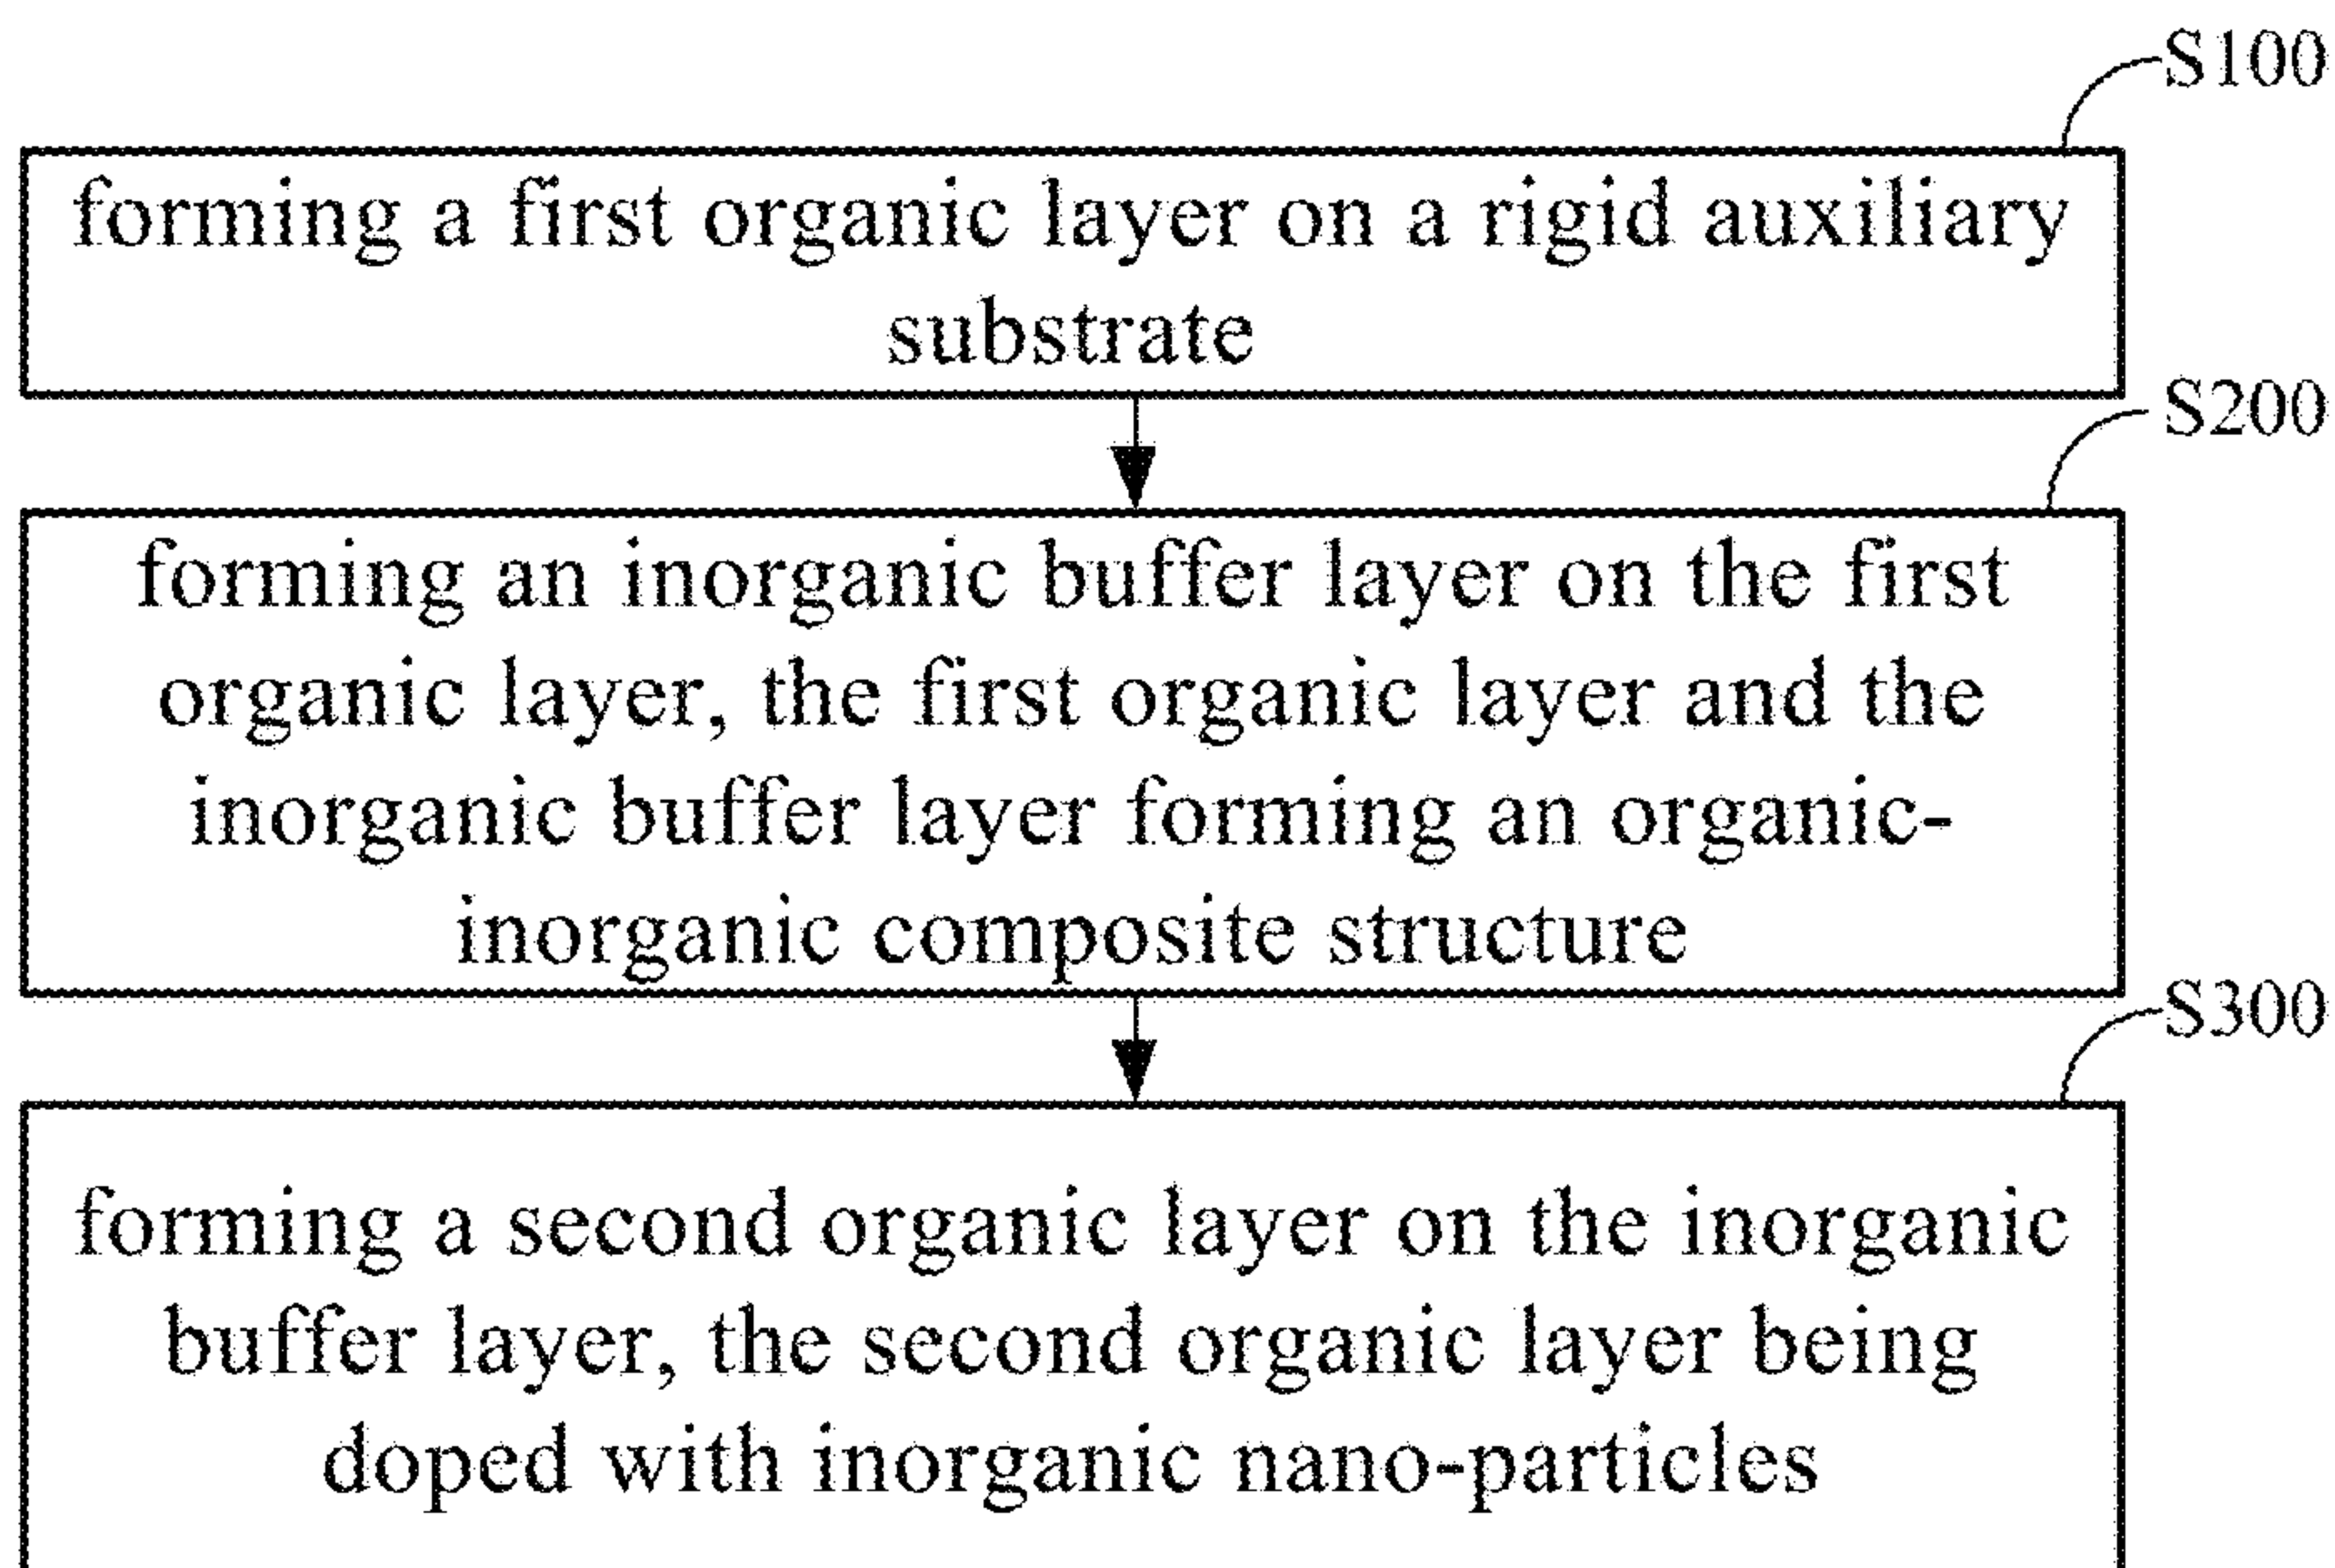 S100
forming a first organic layer on a rigid auxiliary
substrate
S200
forming an inorganic buffer layer on the first
organic layer, the first organic layer and the
inorganic buffer layer forming an organic-
inorganic composite structure
S300
forming a second organic layer on the inorganic
buffer layer, the second organic layer being
doped with inorganic nano-particles